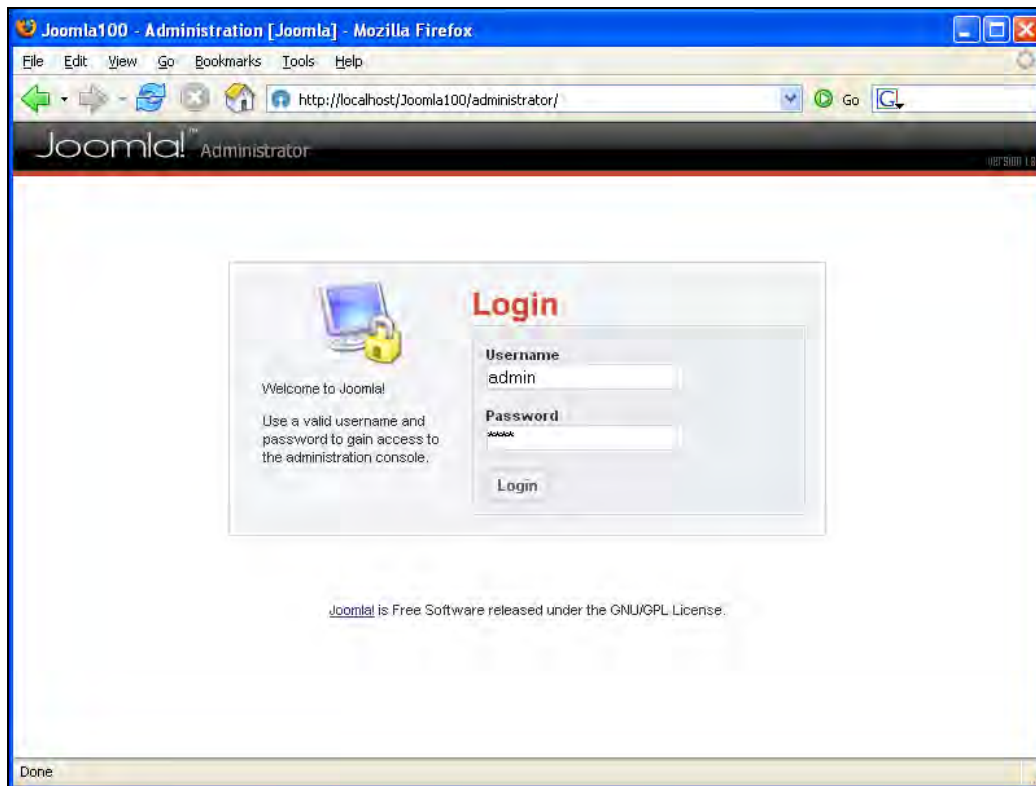 Joomla100 - Administration [Joomla] - Mozilla Firefox
File Edit View Go Bookmarks Tools Help
http://localhost/Joomla100/administrator/ Go G
Joomla!™ Administrator
Login
Username
admin
Welcome to Joomla!
Password
Use a valid username and
password to gain access to
****
the administration console.
Login
Joomla! is Free Software released under the GNU/GPL License.
Done